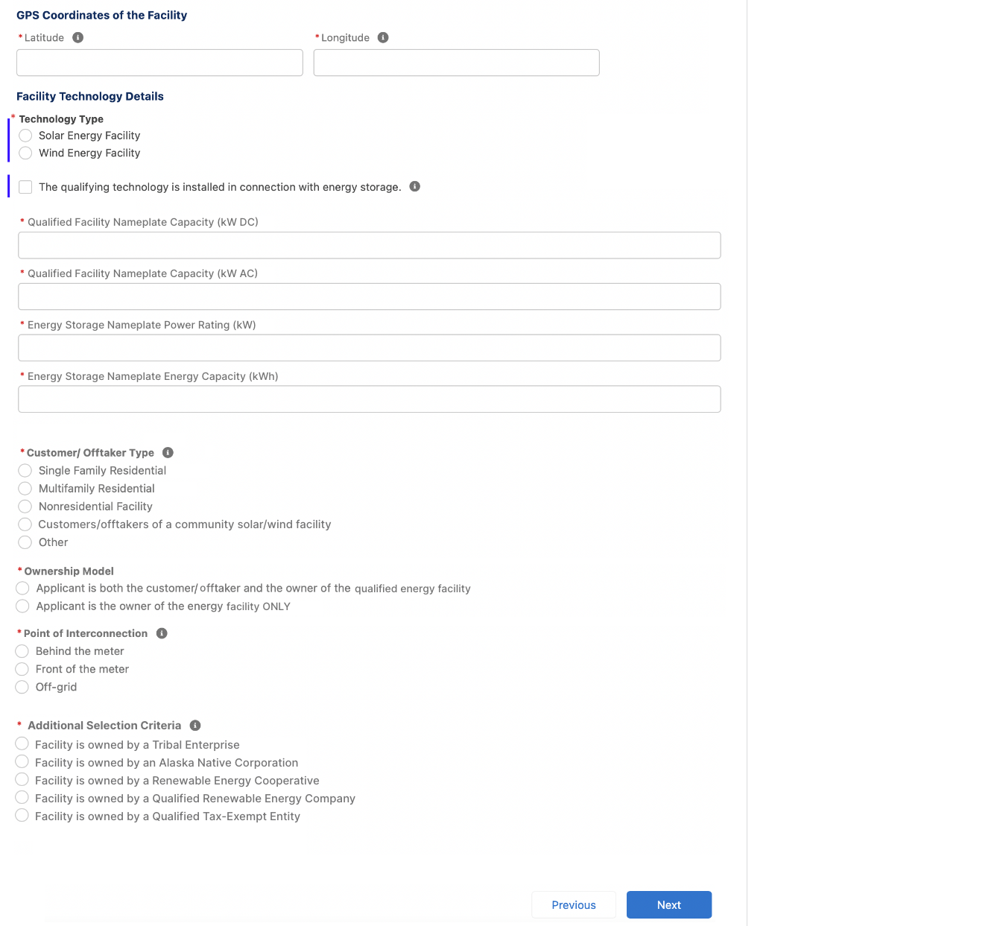 GPS Coordinates of the Facility
*Latitude
*Longitude
Facility Technology Details
* Technology Type
Solar Energy Facility
Wind Energy Facility
The qualifying technology is installed in connection with energy storage.
* Qualified Facility Nameplate Capacity (kW DC)
* Qualified Facility Nameplate Capacity (kW AC)
* Energy Storage Nameplate Power Rating (kW)
* Energy Storage Nameplate Energy Capacity (kWh)
*Customer/ Offtaker Type
Single Family Residential
Multifamily Residential
Nonresidential Facility
Customers/offtakers of a community solar/wind facility
Other
*Ownership Model
Applicant is both the customer/ offtaker and the owner of the qualified energy facility
Applicant is the owner of the energy facility ONLY
*Point of Interconnection
Behind the meter
Front of the meter
Off-grid
* Additional Selection Criteria
Facility is owned by a Tribal Enterprise
Facility is owned by an Alaska Native Corporation
Facility is owned by a Renewable Energy Cooperative
Facility is owned by a Qualified Renewable Energy Company
Facility is owned by a Qualified Tax-Exempt Entity
Previous
Next